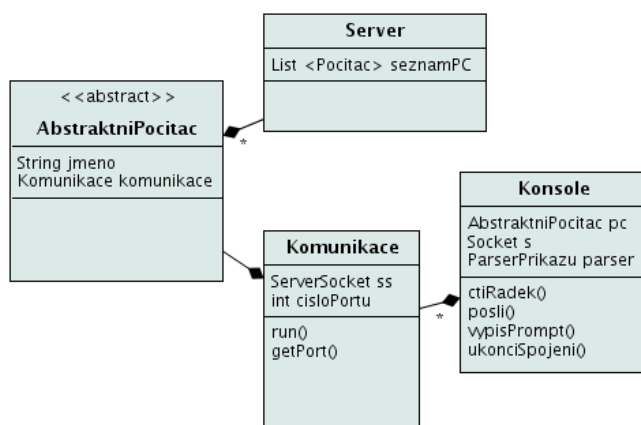 Server
List <Pocitac> seznamPC
<<abstract>>
AbstraktniPocitac
*
String jmeno
Komunikace komunikace
Konsole
AbstraktniPocitac pc
Socket s
ParserPrikazu parser
Komunikace
ServerSocket ss
int cisloPortu
*
ctiRadek()
posli()
vypisPrompt()
ukonciSpojeni()
run()
getPort()